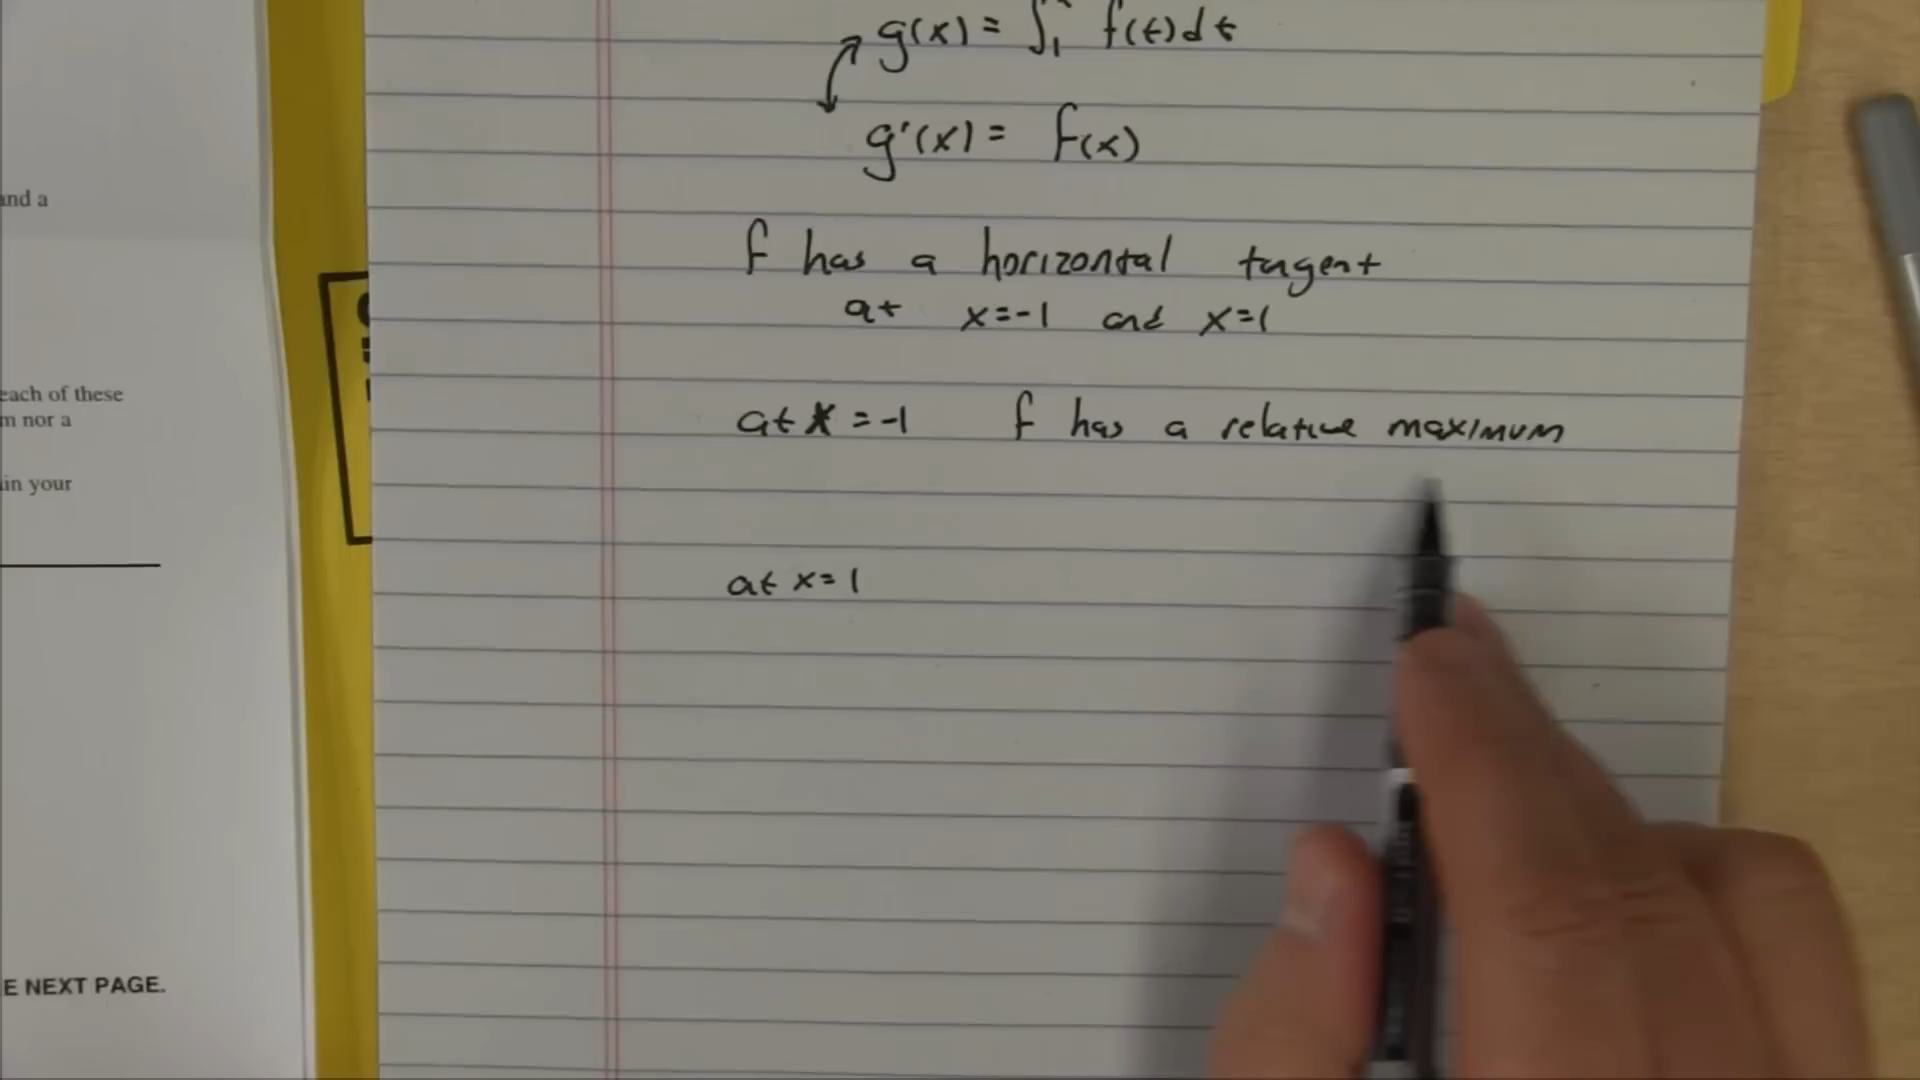 g(x) = ∫₁ f(t)dt
g'(x) = f(x)
f has a horizontal tngent
at x=-1 and x=1
at x = -1 f has a relative maximum
at x=1
and a
each of these
m nor a
in your
E NEXT PAGE.